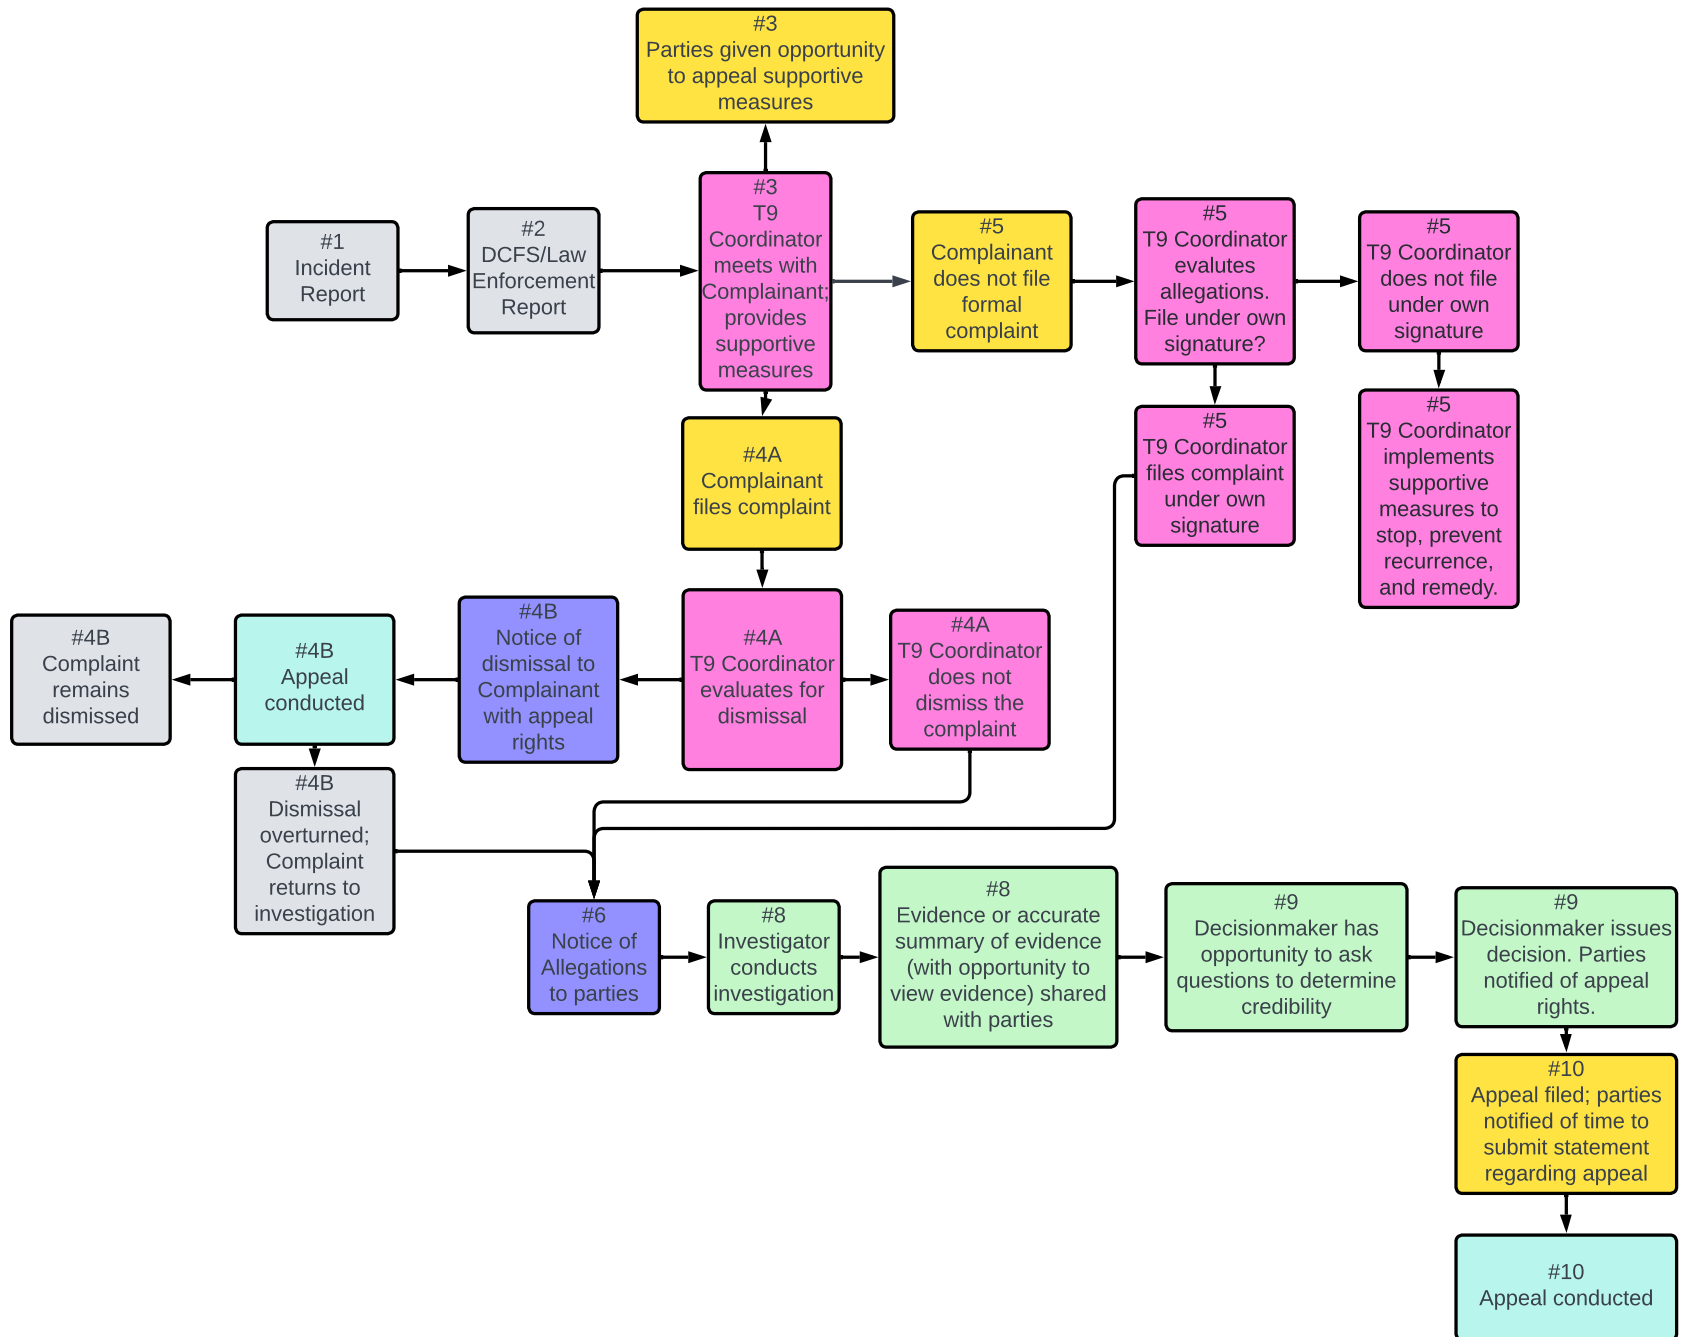 #3
Parties given opportunity
to appeal supportive
measures
#1
Incident
Report
#2
DCFS/Law
Enforcement
Report
#3
T9
Coordinator
meets with
Complainant;
provides
supportive
measures
#5
Complainant
does not file
formal
complaint
#5
T9 Coordinator
evalutes
allegations.
File under own
signature?
#5
T9 Coordinator
does not file
under own
signature
#5
T9 Coordinator
files complaint
under own
signature
#5
T9 Coordinator
implements
supportive
measures to
stop, prevent
recurrence,
and remedy.
#4A
Complainant
files complaint
#4B
Complaint
remains
dismissed
#4B
Appeal
conducted
#4B
Notice of
dismissal to
Complainant
with appeal
rights
#4A
T9 Coordinator
evaluates for
dismissal
#4A
T9 Coordinator
does not
dismiss the
complaint
#4B
Dismissal
overturned;
Complaint
returns to
investigation
#6
Notice of
Allegations
to parties
#8
Investigator
conducts
investigation
#8
Evidence or accurate
summary of evidence
(with opportunity to
view evidence) shared
with parties
#9
Decisionmaker has
opportunity to ask
questions to determine
credibility
#9
Decisionmaker issues
decision. Parties
notified of appeal
rights.
#10
Appeal filed; parties
notified of time to
submit statement
regarding appeal
#10
Appeal conducted